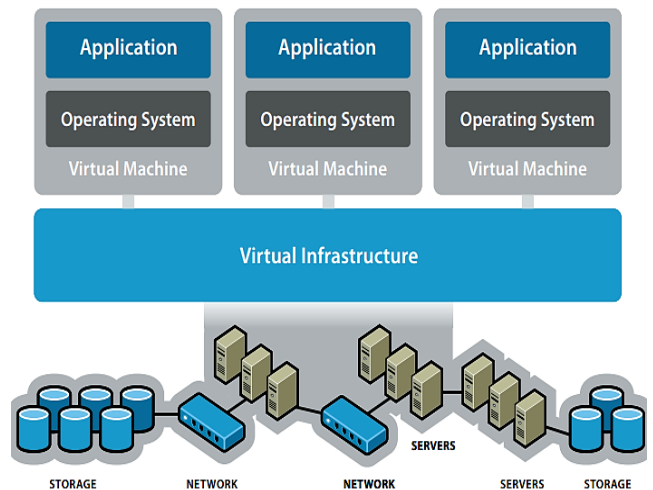 Application
Application
Application
Operating System
Operating System
Operating System
Virtual Machine
Virtual Machine
Virtual Machine
Virtual Infrastructure
SERVERS
STORAGE
NETWORK
NETWORK
SERVERS
STORAGE